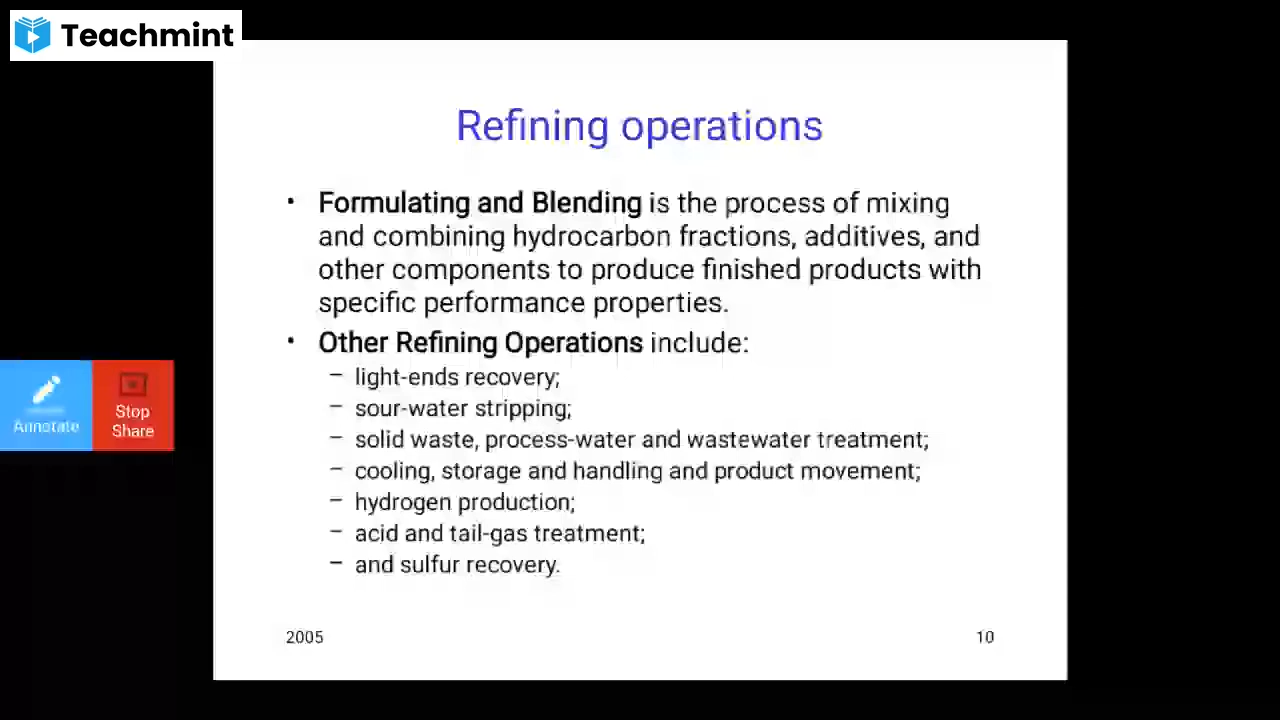 Teachmint
Refining operations
• Formulating and Blending is the process of mixing
and combining hydrocarbon fractions, additives, and
other components to produce finished products with
specific performance properties.
• Other Refining Operations include:
– light-ends recovery;
– sour-water stripping;
– solid waste, process-water and wastewater treatment;
– cooling, storage and handling and product movement;
– hydrogen production;
– acid and tail-gas treatment;
– and sulfur recovery.
Annotate
Stop
Share
2005
10